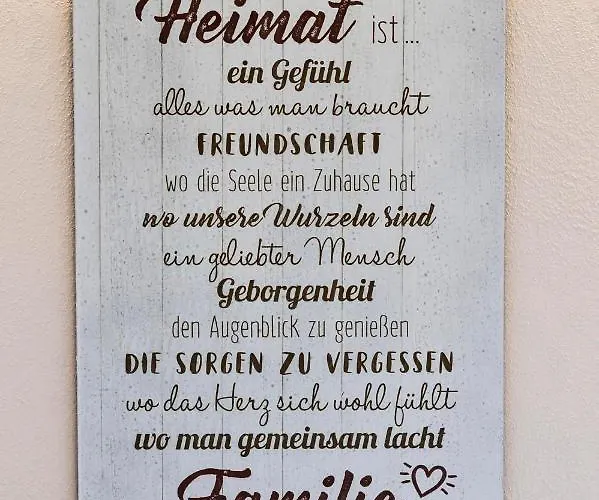 Heimat ist...
ein Gefühl
alles was man braucht
FREUNDSCHAFT
wo die Seele ein Zuhause hat
wo unsere Wurzeln sind
ein geliebter Mensch
Geborgenheit
den Augenblick zu genießen
DIE SORGEN ZU VERGESSEN
wo das Herz sich wohl fühlt
wo man gemeinsam lacht
Familie